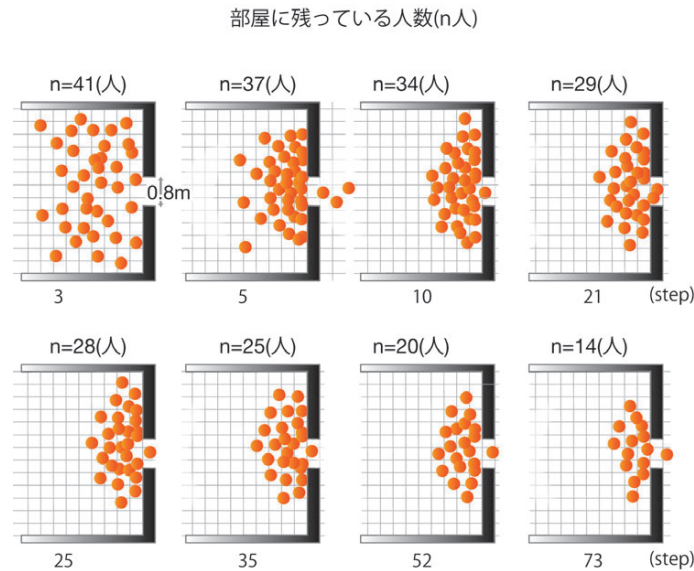 部屋に残っている人数(n人)
n=41(人) n=37(人) n=34(人) n=29(人)
0.8m
3 5 10 21 (step)
n=28(人) n=25(人) n=20(人) n=14(人)
25 35 52 73 (step)